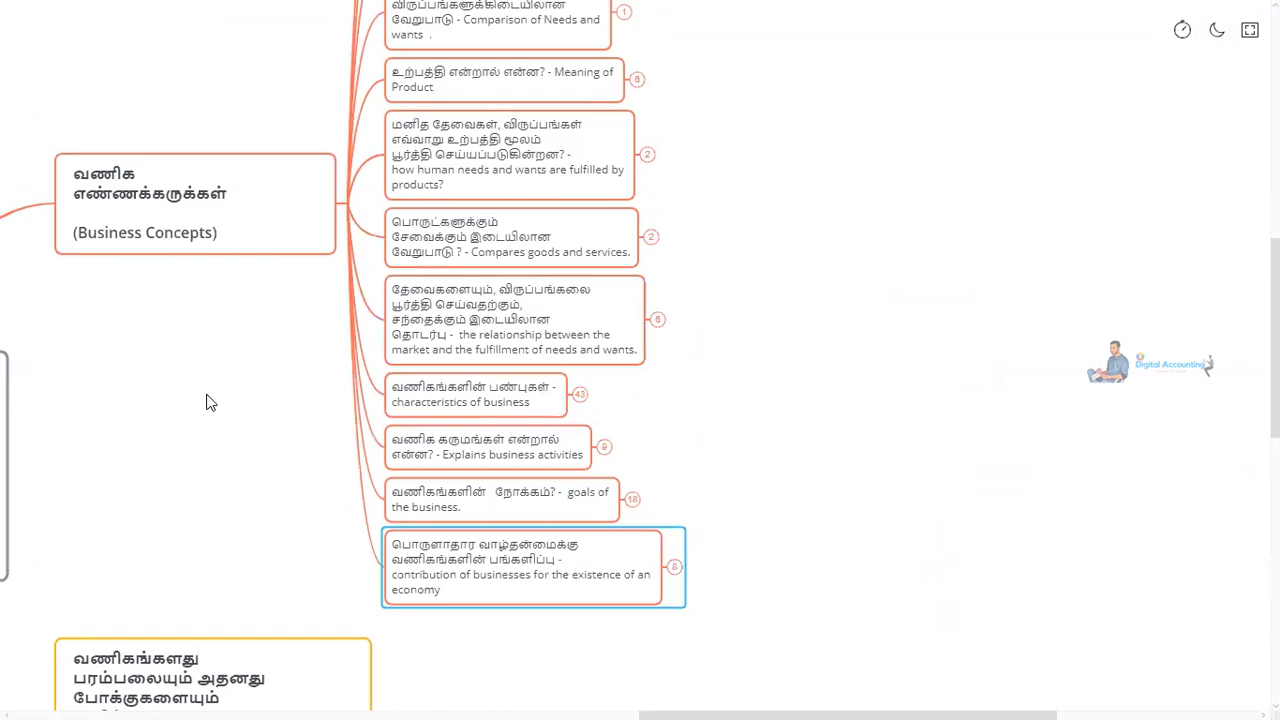 விருப்பங்களுக்கிடையிலான
வேறுபாடு - Comparison of Needs and
wants .
1
உற்பத்தி என்றால் என்ன? - Meaning of
Product
6
மனித தேவைகள், விருப்பங்கள்
எவ்வாறு உற்பத்தி மூலம்
பூர்த்தி செய்யப்படுகின்றன? -
how human needs and wants are fulfilled by
products?
2
வணிக
எண்ணக்கருக்கள்
(Business Concepts)
பொருட்களுக்கும்
சேவைக்கும் இடையிலான
வேறுபாடு ? - Compares goods and services.
2
தேவைகளையும், விருப்பங்கலை
பூர்த்தி செய்வதற்கும்,
சந்தைக்கும் இடையிலான
தொடர்பு - the relationship between the
market and the fulfillment of needs and wants.
6
வணிகங்களின் பண்புகள் -
characteristics of business
43
வணிக கருமங்கள் என்றால்
என்ன? - Explains business activities
9
வணிகங்களின் நோக்கம்? - goals of
the business.
18
பொருளாதார வாழ்தன்மைக்கு
வணிகங்களின் பங்களிப்பு -
contribution of businesses for the existence of an
economy
8
வணிகங்களது
பரம்பலையும் அதனது
போக்குகளையும்
Digital Accounting